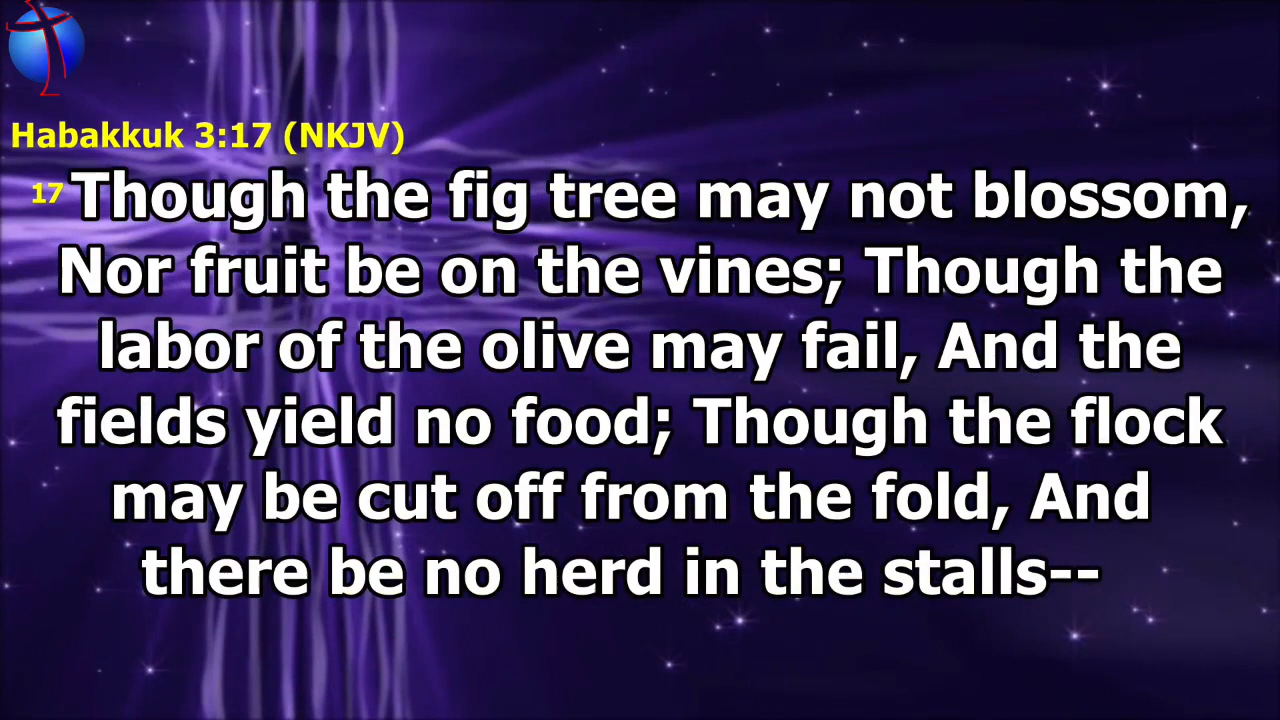 Habakkuk 3:17 (NKJV)
17 Though the fig tree may not blossom,
Nor fruit be on the vines; Though the
labor of the olive may fail, And the
fields yield no food; Though the flock
may be cut off from the fold, And
there be no herd in the stalls--